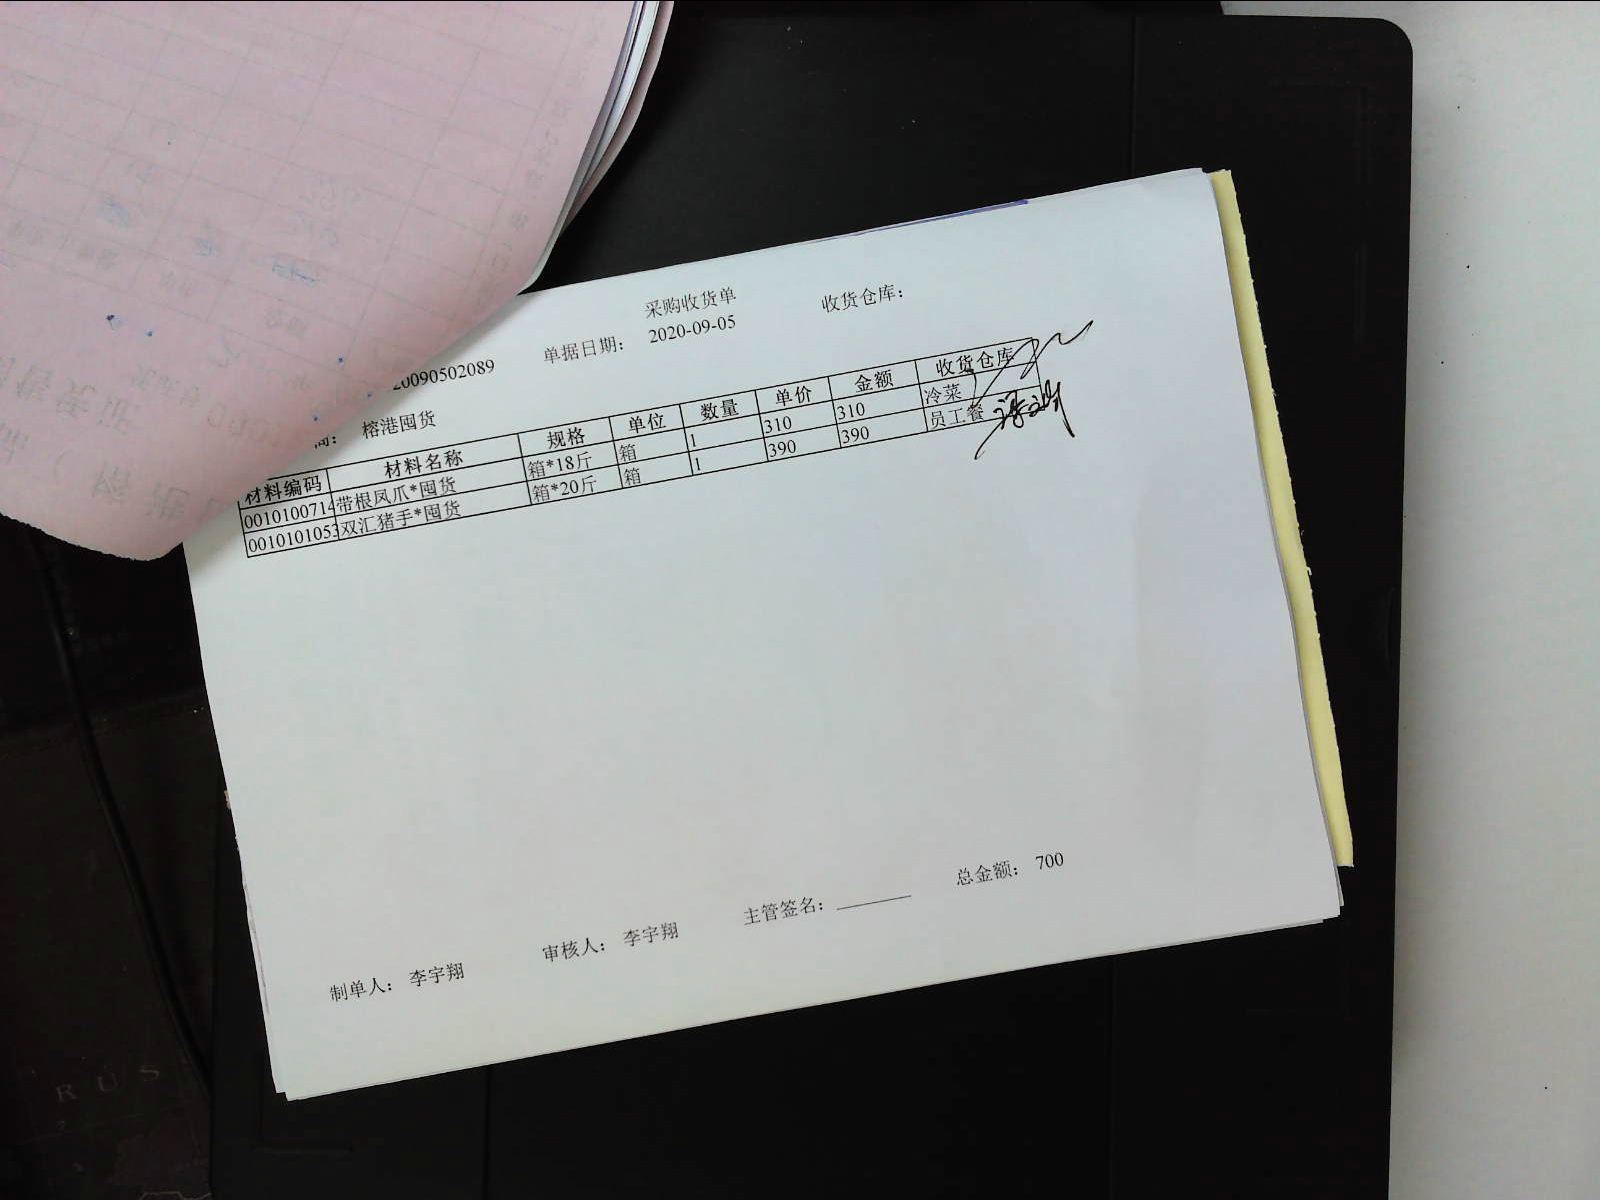 采购收货单
20090502089 单据日期： 2020-09-05 收货仓库：
商： 榕港囤货
材料编码 材料名称 规格 单位 数量 单价 金额 收货仓库
0010100714 带根凤爪*囤货 箱*18斤 箱 1 310 310 冷菜
0010101053 双汇猪手*囤货 箱*20斤 箱 1 390 390 员工餐
制单人： 李宇翔 审核人： 李宇翔 主管签名： 总金额： 700
RUS